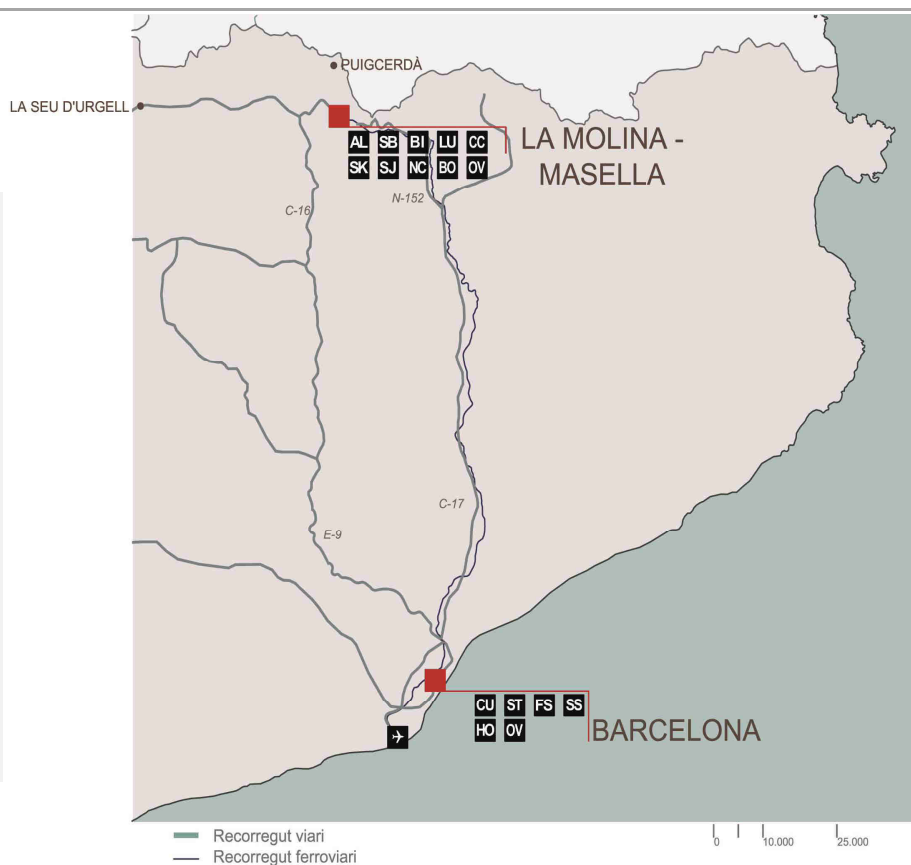 PUIGCERDÀ
LA SEU D'URGELL
AL SB BI LU CC
SK SJ NC BO OV
LA MOLINA -
MASELLA
N-152
C-16
C-17
E-9
CU ST FS SS
HO OV
BARCELONA
Recorregut viari
Recorregut ferroviari
0 10.000 25.000